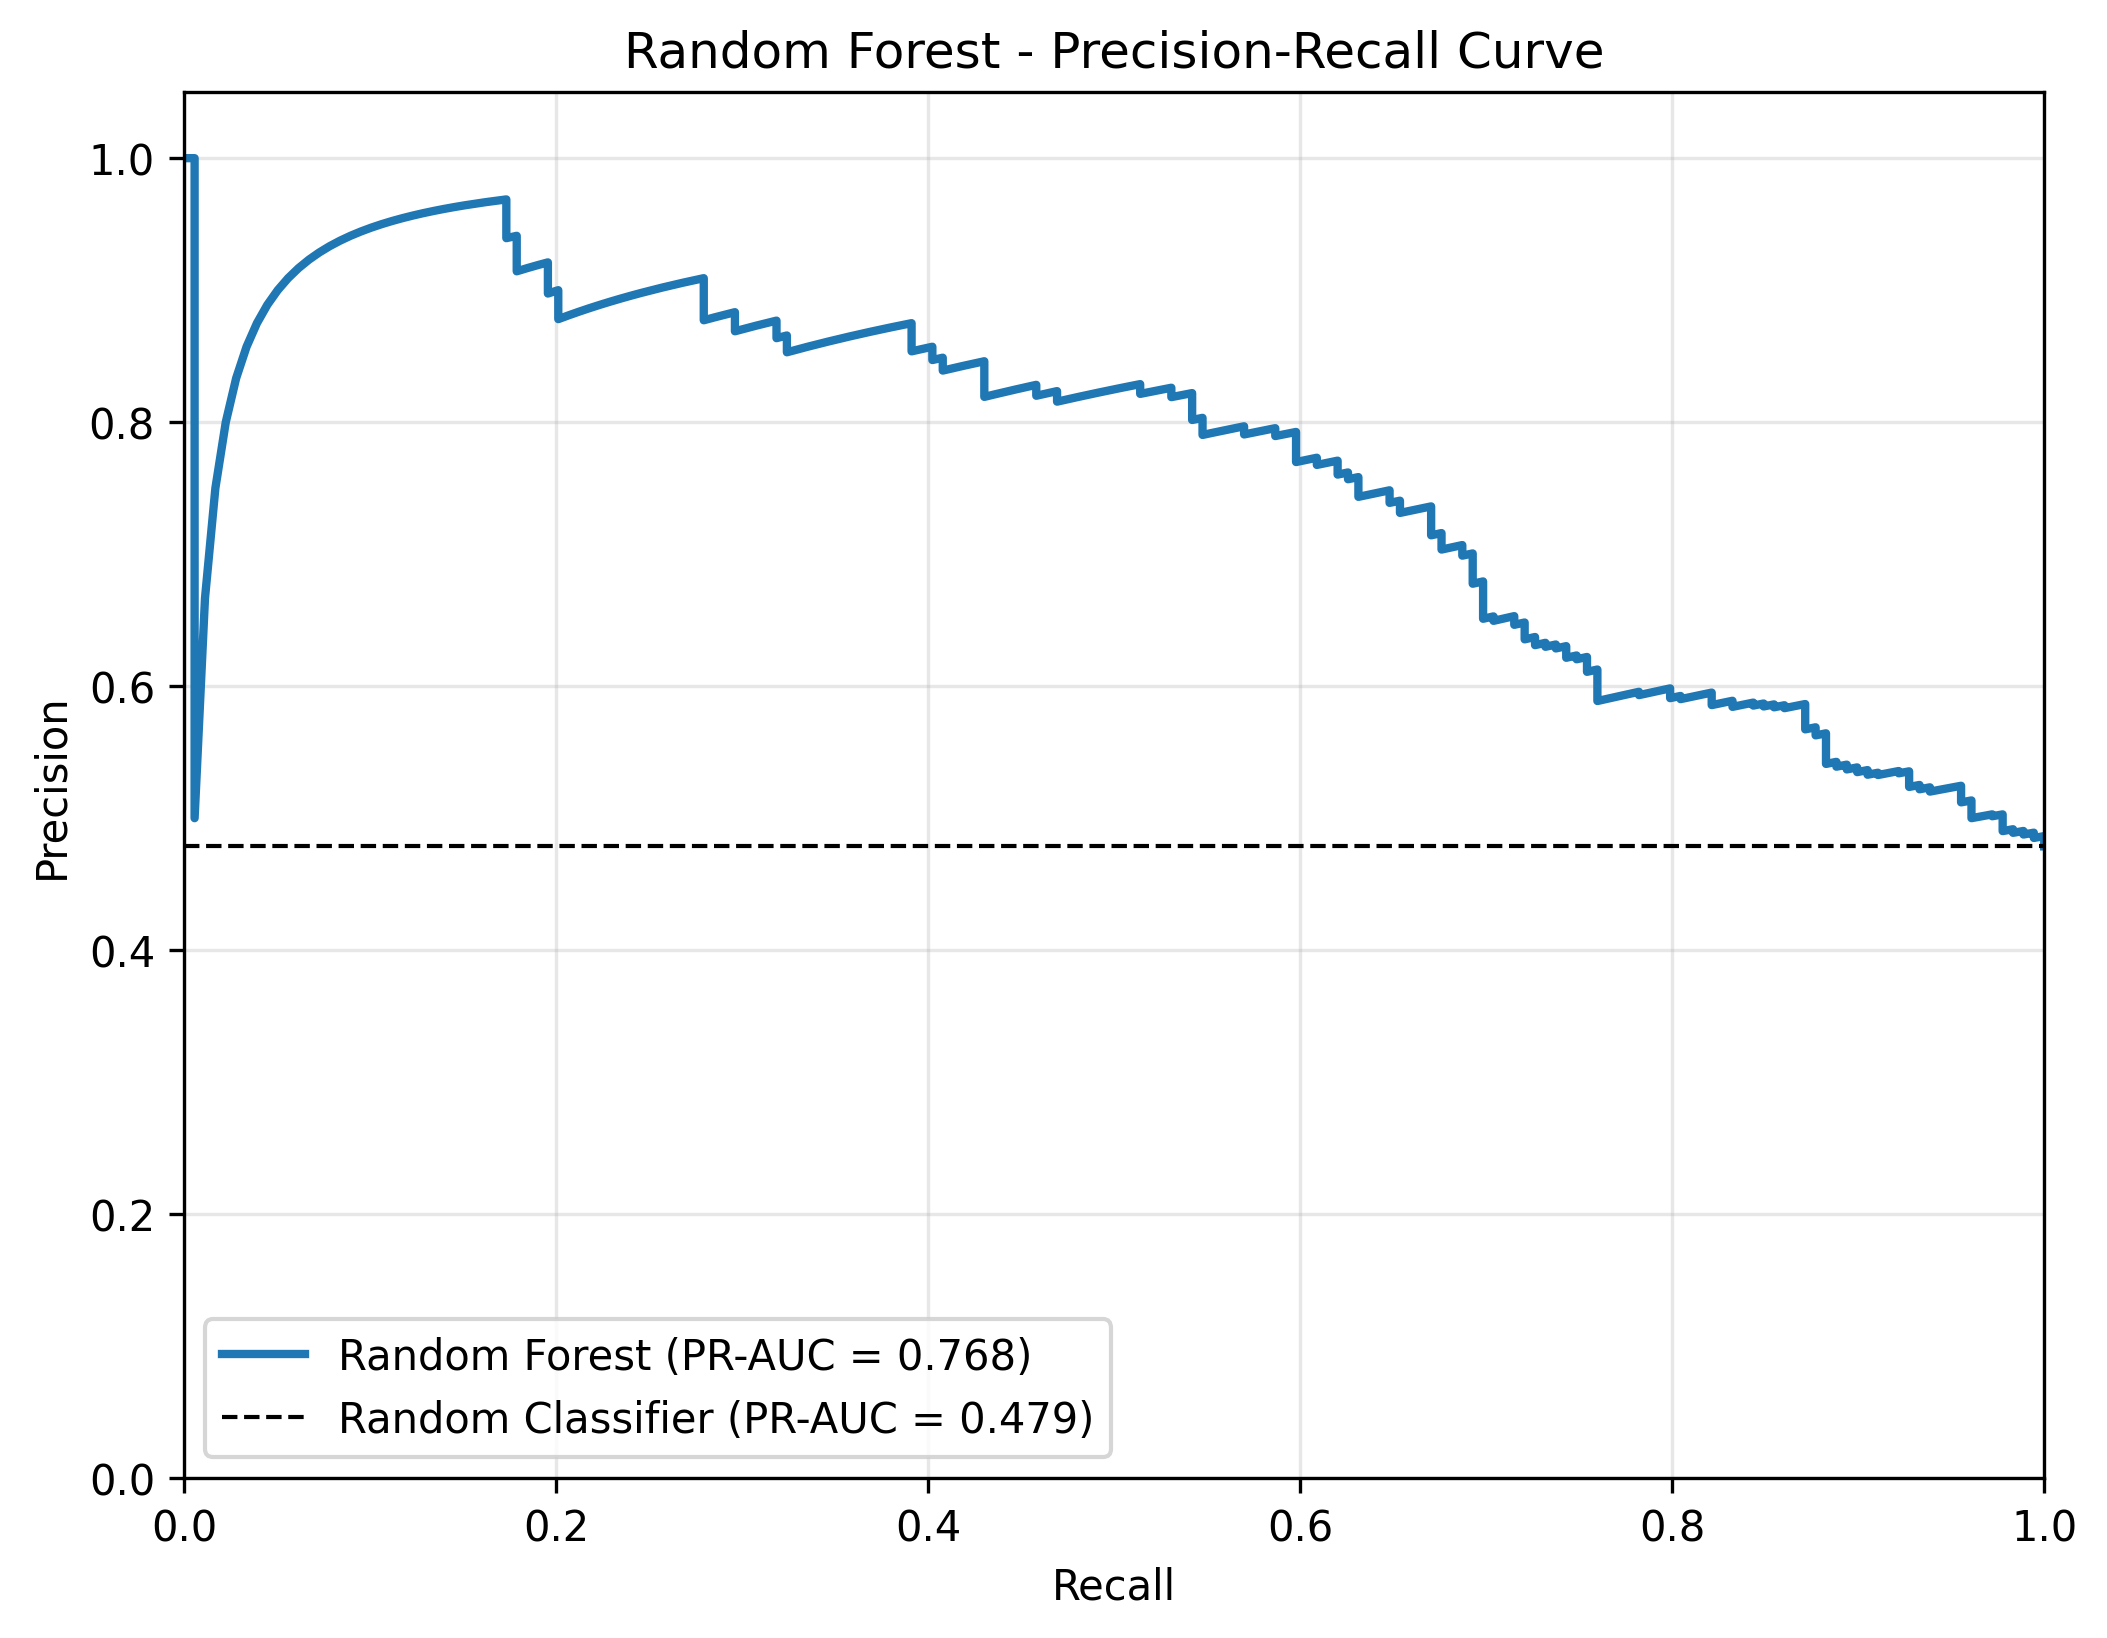 Random Forest - Precision-Recall Curve
1.0
0.8
0.6
0.4
0.2
0.0
Precision
Random Forest (PR-AUC = 0.768)
Random Classifier (PR-AUC = 0.479)
0.0 0.2 0.4 0.6 0.8 1.0
Recall